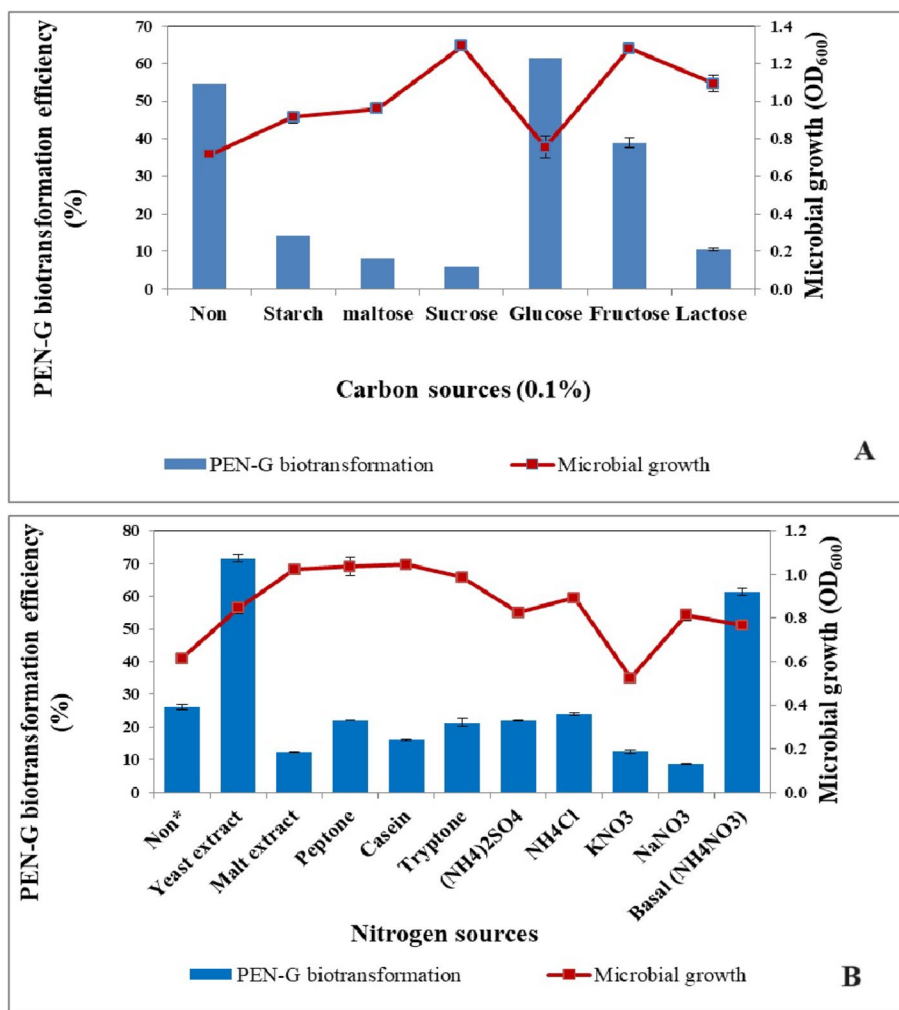 PEN-G biotransformation efficiency
(%)
70
60
50
40
30
20
10
0
1.4
1.2
1.0
0.8
0.6
0.4
0.2
0.0
Microbial growth (OD600)
Non Starch maltose Sucrose Glucose Fructose Lactose
Carbon sources (0.1%)
PEN-G biotransformation Microbial growth
A
PEN-G biotransformation efficiency
(%)
80
70
60
50
40
30
20
10
0
1.2
1.0
0.8
0.6
0.4
0.2
0.0
Microbial growth (OD600)
Non*
Yeast extract
Malt extract
Peptone
Casein
Tryptone
(NH4)2SO4
NH4Cl
KNO3
NaNO3
Basal (NH4NO3)
Nitrogen sources
PEN-G biotransformation Microbial growth
B